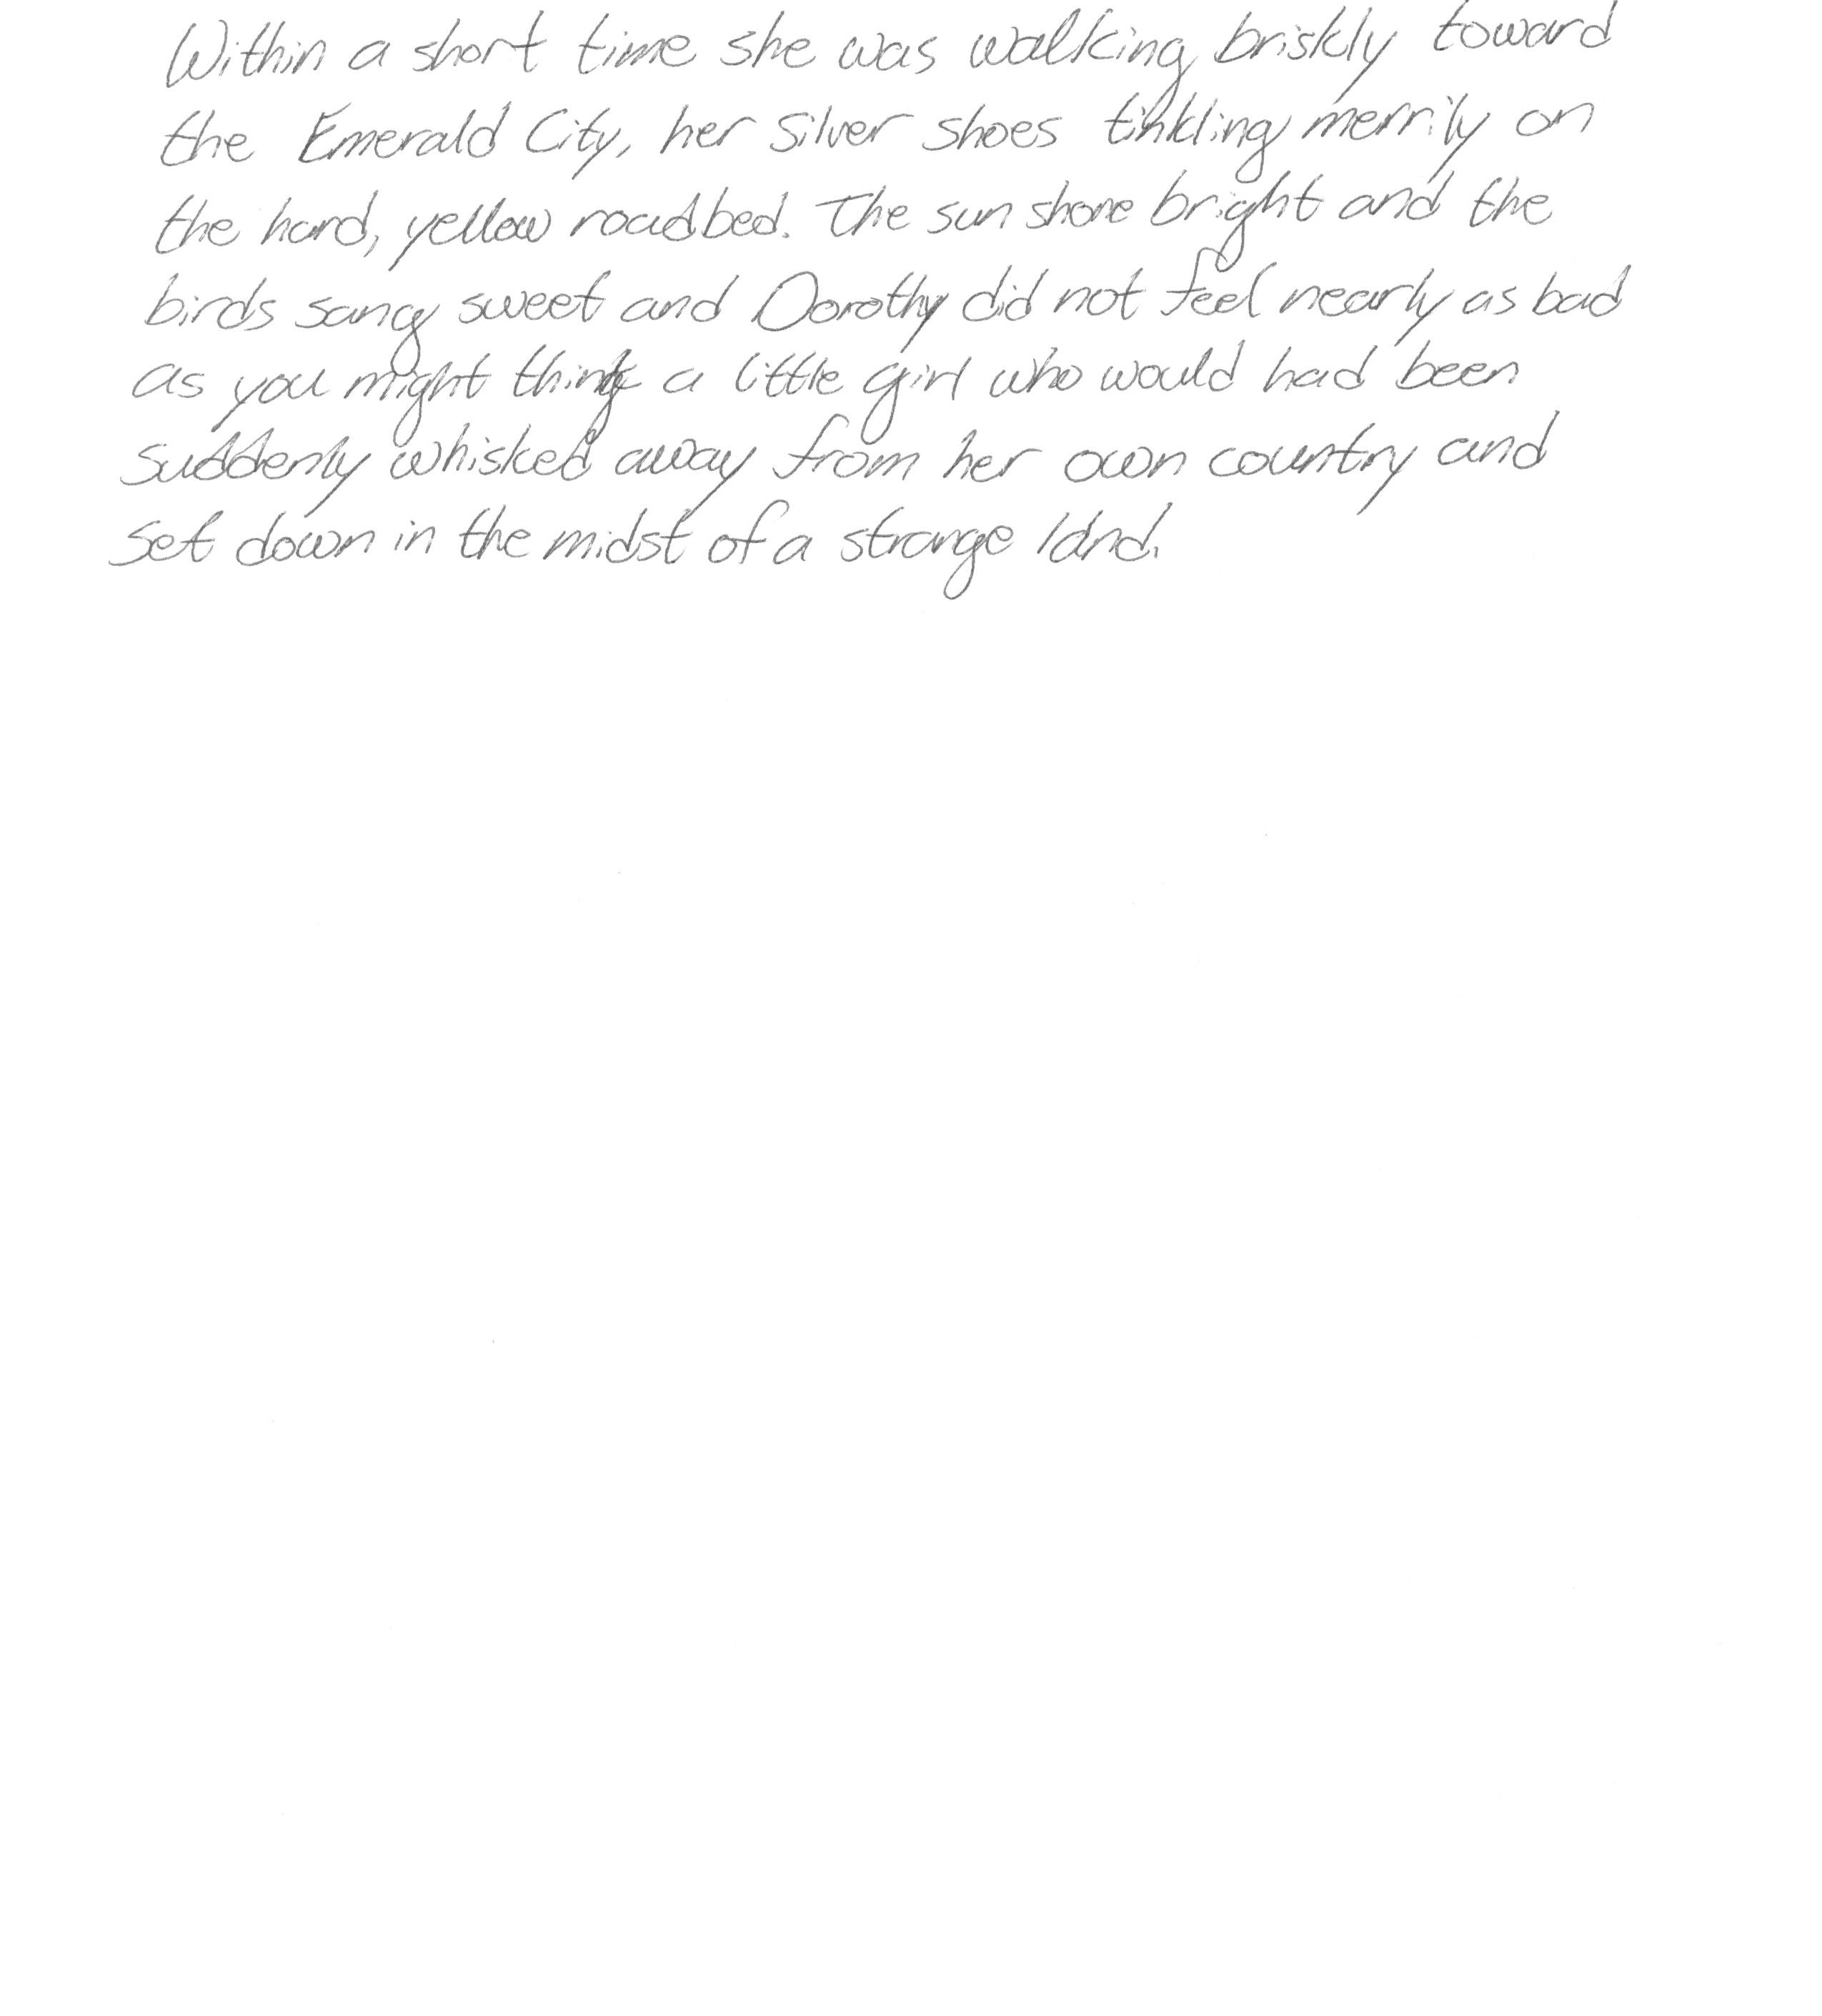 Within a short time she was walking briskly toward
the Emerald City, her Silver Shoes tinkling merrily on
the hard, yellow roadbed. The sun shone bright and the
birds sang sweet and Dorothy did not feel nearly as bad
as you might think a little girl who would had been
suddenly whisked away from her own country and
set down in the midst of a strange land.